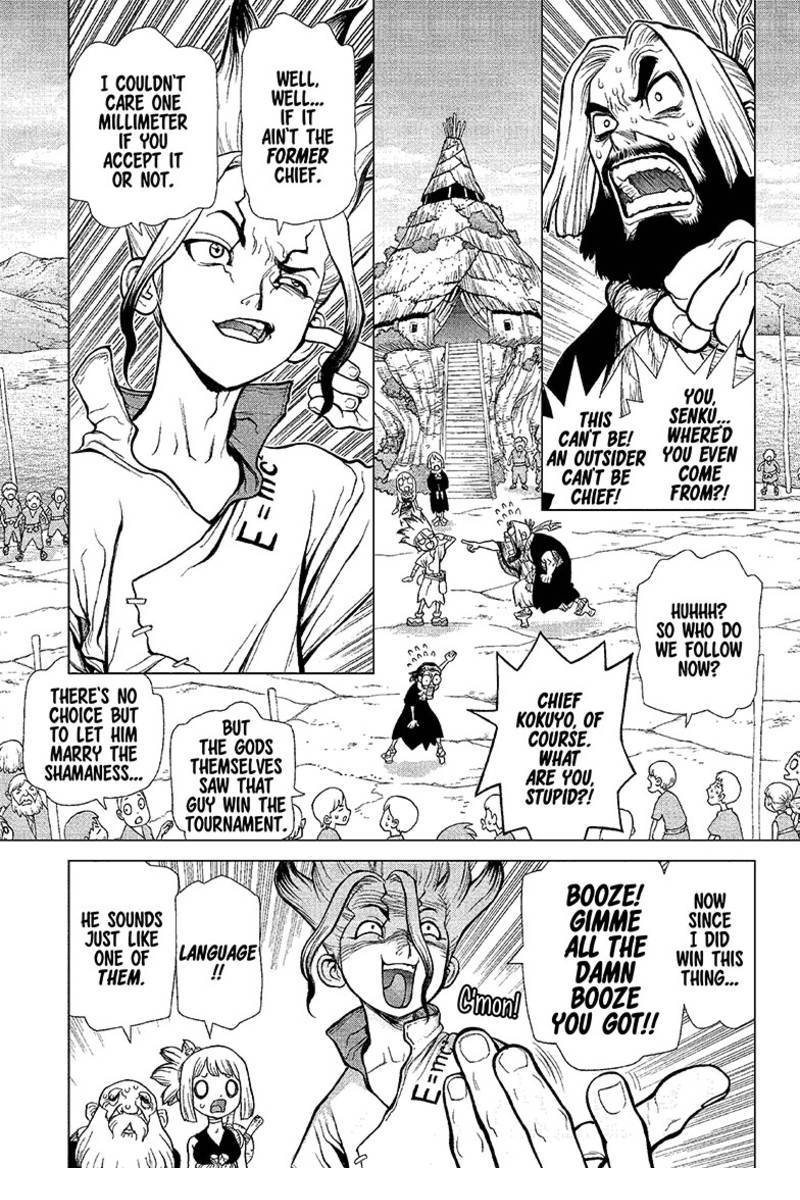 YOU,
SENKU...
WHERE'D
YOU EVEN
COME
FROM?!
THIS
CAN'T BE!
AN OUTSIDER
CAN'T BE
CHIEF!
WELL,
WELL...
IF IT
AIN'T THE
FORMER
CHIEF.
I COULDN'T
CARE ONE
MILLIMETER
IF YOU
ACCEPT IT
OR NOT.
E=mc²
HUHHH?
SO WHO DO
WE FOLLOW
NOW?
CHIEF
KOKUYO, OF
COURSE.
WHAT
ARE YOU,
STUPID?!
BUT
THE GODS
THEMSELVES
SAW THAT
GUY WIN THE
TOURNAMENT.
THERE'S NO
CHOICE BUT
TO LET HIM
MARRY THE
SHAMANESS...
NOW
SINCE
I DID
WIN THIS
THING...
BOOZE!
GIMME
ALL THE
DAMN
BOOZE
YOU GOT!!
C'mon!
E=mc
LANGUAGE
!!
HE SOUNDS
JUST LIKE
ONE OF
THEM.